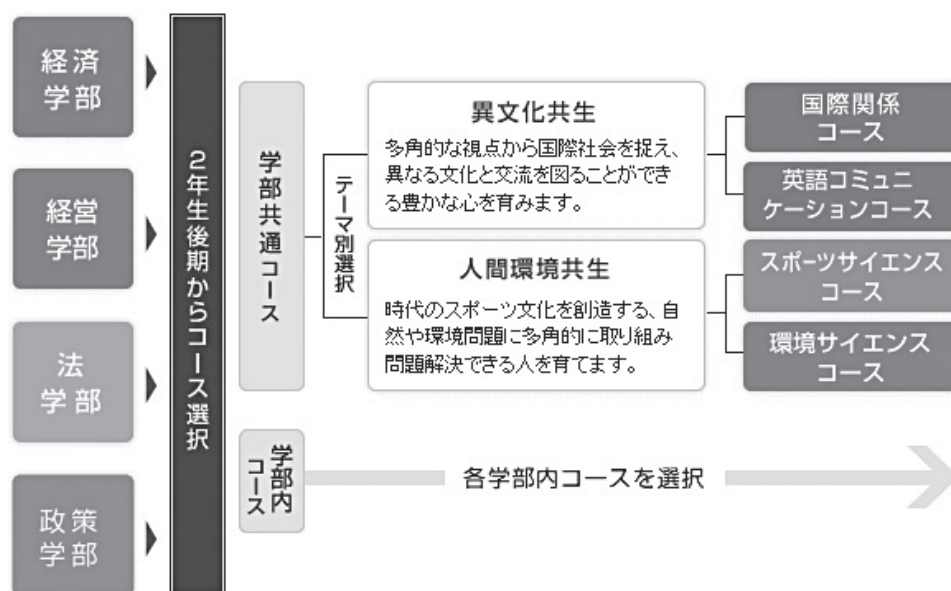 経済
学部
経営
学部
法
学部
政策
学部
2年生後期からコース選択
学部共通コース
テーマ別選択
異文化共生
多角的な視点から国際社会を捉え、
異なる文化と交流を図ることができ
る豊かな心を育みます。
国際関係
コース
英語コミュニ
ケーションコース
人間環境共生
時代のスポーツ文化を創造する、自
然や環境問題に多角的に取り組み
問題解決できる人を育てます。
スポーツサイエンス
コース
環境サイエンス
コース
学部内
コース
各学部内コースを選択